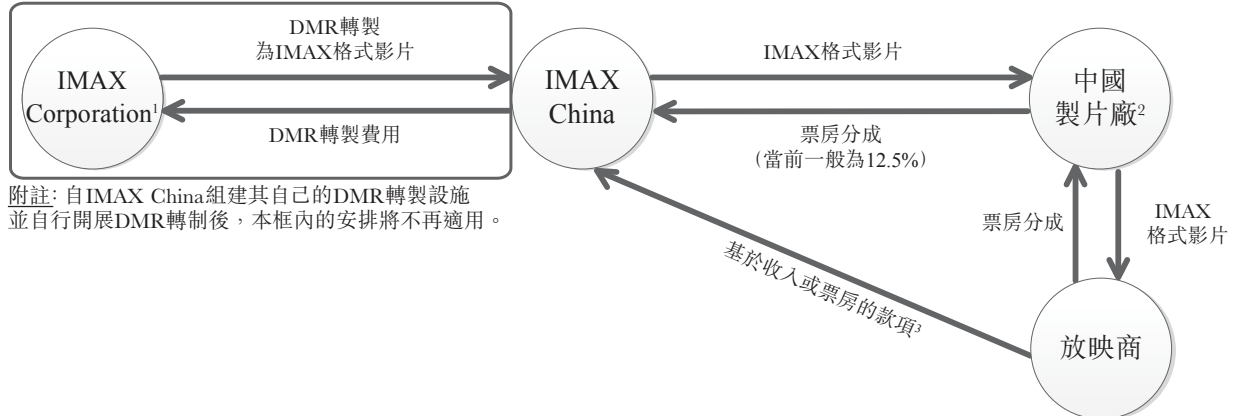 DMR轉製
為IMAX格式影片
IMAX
Corporation¹
DMR轉製費用
IMAX
China
IMAX格式影片
票房分成
(當前一般為12.5%)
中國
製片廠²
附註: 自IMAX China組建其自己的DMR轉製設施
並自行開展DMR轉制後，本框內的安排將不再適用。
基於收入或票房的款項³
票房分成
IMAX
格式影片
放映商